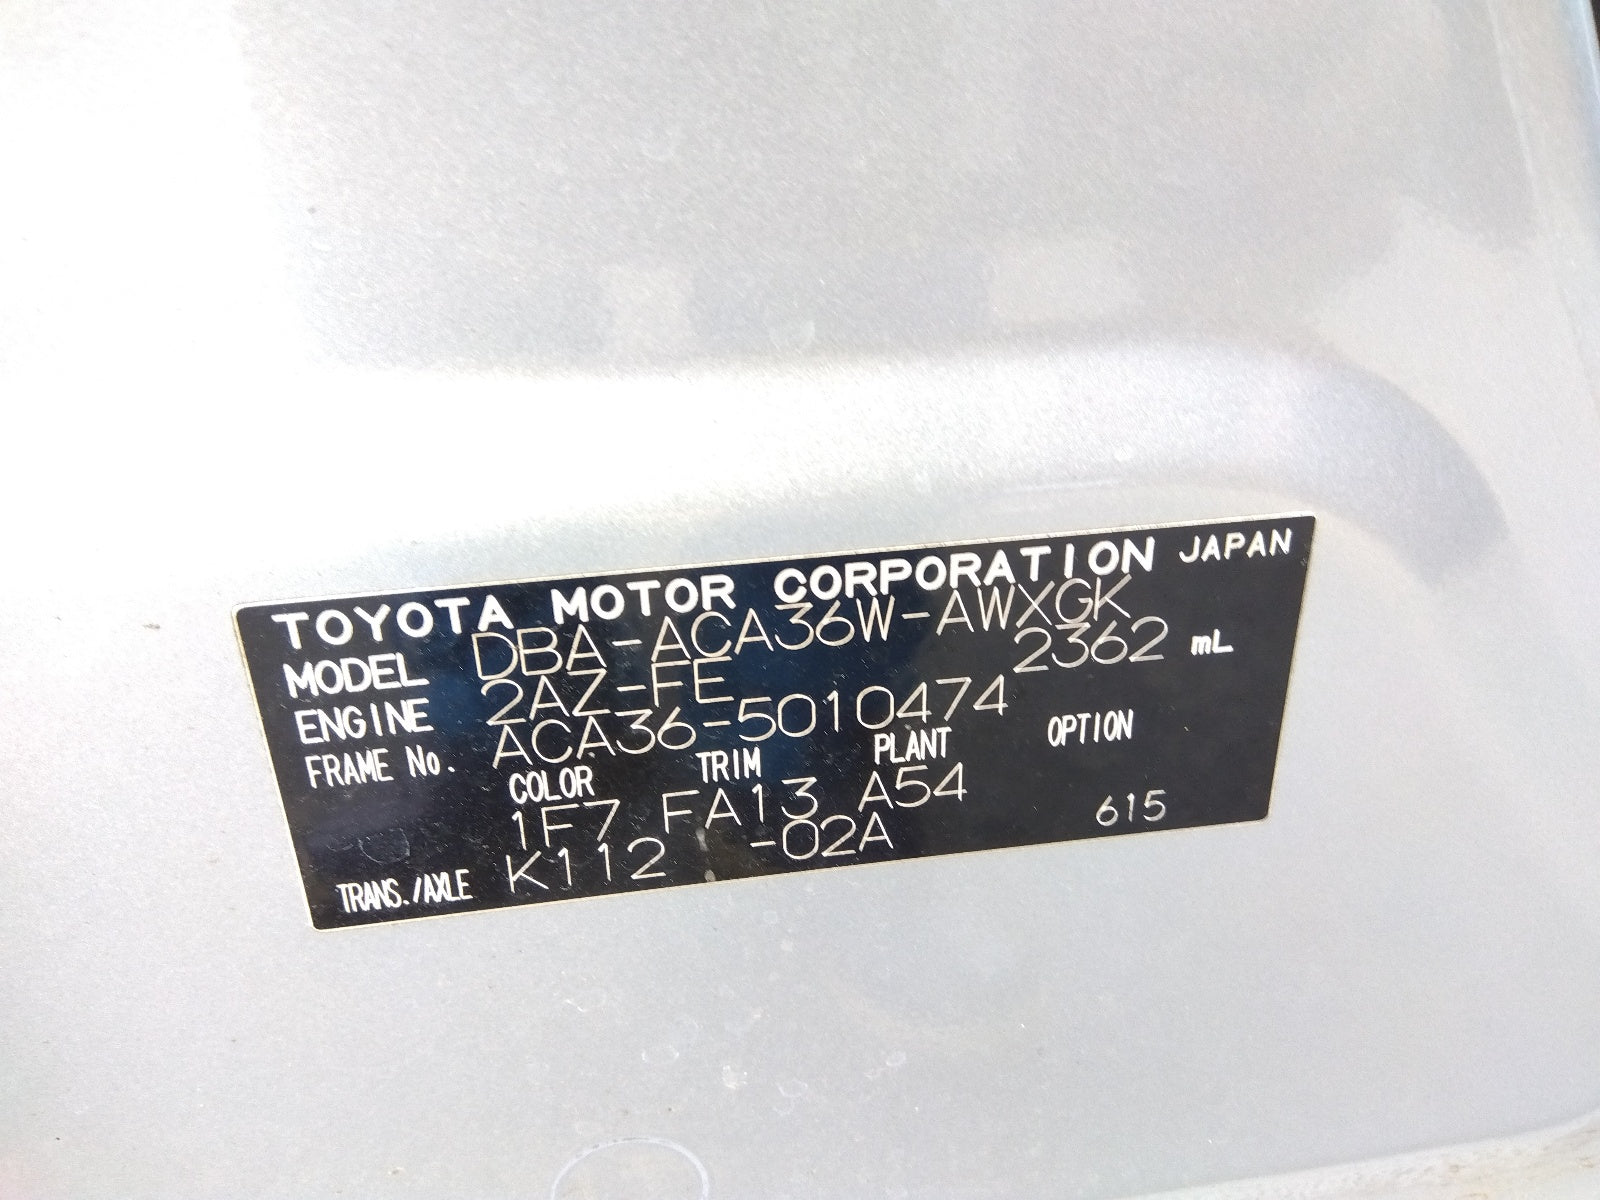 TOYOTA MOTOR CORPORATION JAPAN
MODEL DBA-ACA36W-AWXGK
ENGINE 2AZ-FE 2362 mL
FRAME No. ACA36-5010474
COLOR TRIM PLANT OPTION
1F7 FA13 A54
TRANS./AXLE K112 -02A 615